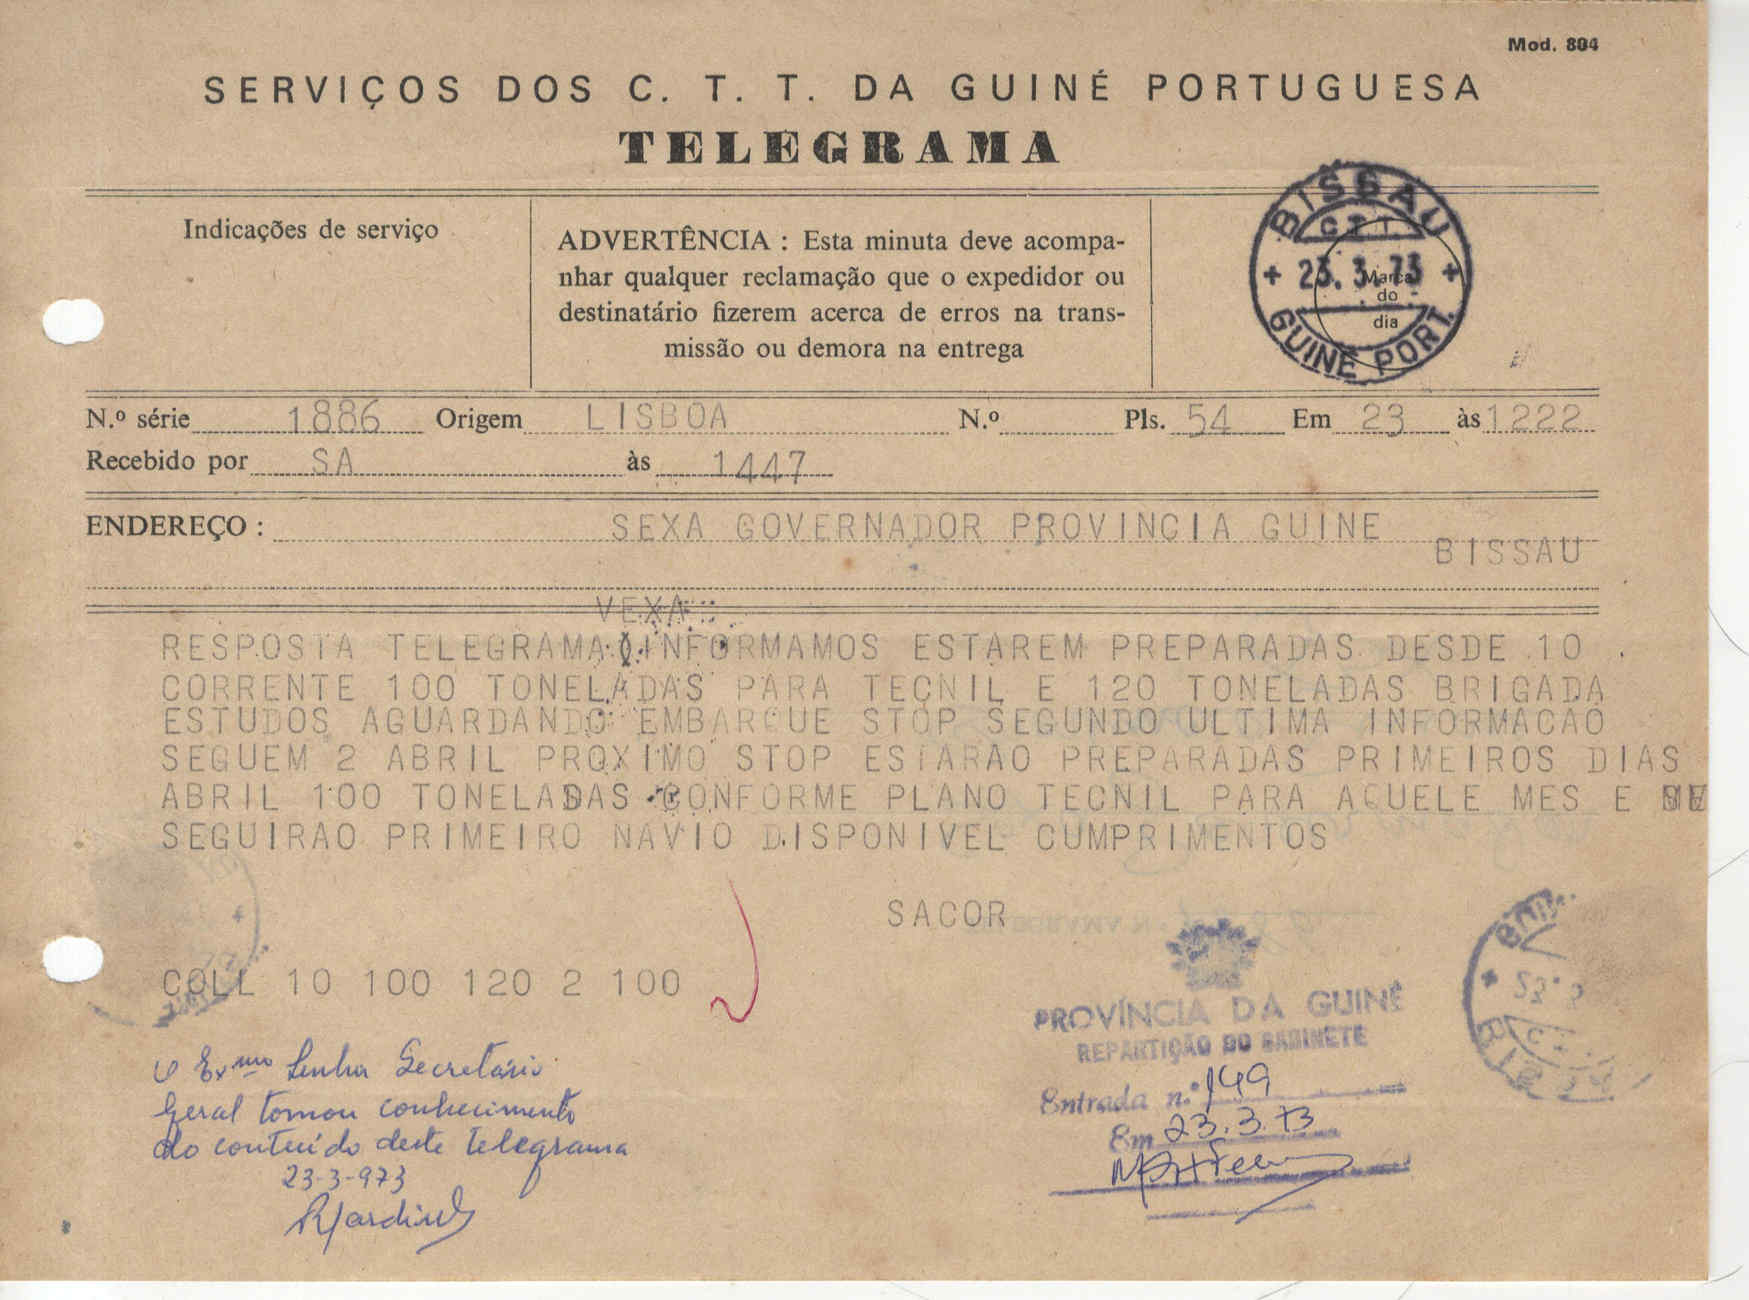 Mod. 804
SERVIÇOS DOS C. T. T. DA GUINÉ PORTUGUESA
TELEGRAMA
Indicações de serviço
ADVERTÊNCIA : Esta minuta deve acompa-
nhar qualquer reclamação que o expedidor ou
destinatário fizerem acerca de erros na trans-
missão ou demora na entrega
BISSAU
C. T. T.
23. 3. 73
Marca
do
dia
GUINÉ PORT.
N.º série 1886 Origem LISBOA N.º Pls. 54 Em 23 às 1222
Recebido por SA às 1447
ENDEREÇO : SEXA GOVERNADOR PROVINCIA GUINE
BISSAU
VEXA
RESPOSTA TELEGRAMA INFORMAMOS ESTAREM PREPARADAS DESDE 10
CORRENTE 100 TONELADAS PARA TECNIL E 120 TONELADAS BRIGADA
ESTUDOS AGUARDANDO EMBARQUE STOP SEGUNDO ULTIMA INFORMACAO
SEGUEM 2 ABRIL PROXIMO STOP ESTARAO PREPARADAS PRIMEIROS DIAS
ABRIL 100 TONELADAS CONFORME PLANO TECNIL PARA AQUELE MES E
SEGUIRAO PRIMEIRO NAVIO DISPONIVEL CUMPRIMENTOS
SACOR
COLL 10 100 120 2 100
PROVÍNCIA DA GUINÉ
REPARTIÇÃO DO GABINETE
Entrada n.º 149
Em 23.3.73
O Exmo Senhor Secretário
Geral tomou conhecimento
do conteúdo deste telegrama
23-3-973